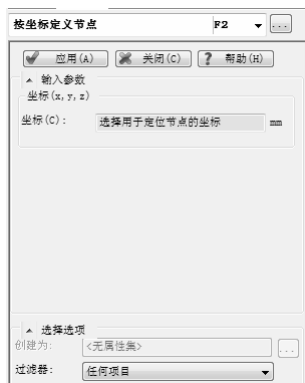 按坐标定义节点 F2 ...
应用(A) 关闭(C) ? 帮助(H)
输入参数
坐标(x,y,z)
坐标(C): 选择用于定位节点的坐标 mm
选择选项
创建为: <无属性集> ...
过滤器: 任何项目